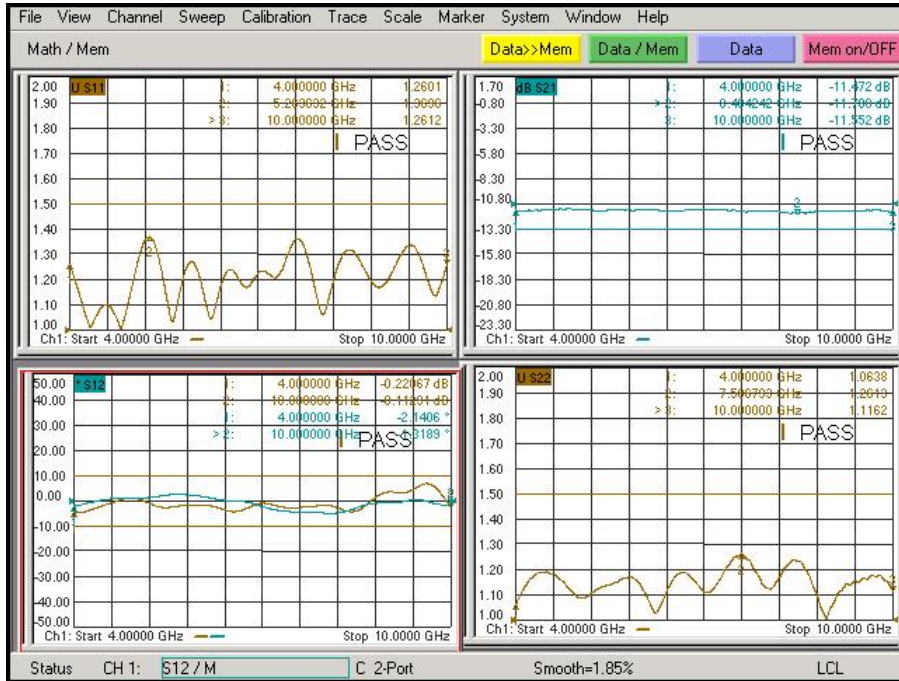 File View Channel Sweep Calibration Trace Scale Marker System Window Help
Math / Mem Data>>Mem Data / Mem Data Mem on/OFF
U S11
1: 4.000000 GHz 1.2601
2: GHz
> 3: 10.000000 GHz 1.2612
PASS
2.00
1.90
1.80
1.70
1.60
1.50
1.40
1.30
1.20
1.10
1.00
Ch1: Start 4.00000 GHz Stop 10.0000 GHz
dB S21
1: 4.000000 GHz -11.472 dB
> 2: GHz dB
3: 10.000000 GHz -11.552 dB
PASS
1.70
-0.80
-3.30
-5.80
-8.30
-10.80
-13.30
-15.80
-18.30
-20.80
-23.30
Ch1: Start 4.00000 GHz Stop 10.0000 GHz
° S12
1: 4.000000 GHz -0.22067 dB
2: 10.000000 GHz dB
1: 4.000000 GHz -2.1406 °
> 2: 10.000000 GHz
PASS
50.00
40.00
30.00
20.00
10.00
0.00
-10.00
-20.00
-30.00
-40.00
-50.00
Ch1: Start 4.00000 GHz Stop 10.0000 GHz
U S22
1: 4.000000 GHz 1.0638
2: GHz
> 3: 10.000000 GHz 1.1162
PASS
2.00
1.90
1.80
1.70
1.60
1.50
1.40
1.30
1.20
1.10
1.00
Ch1: Start 4.00000 GHz Stop 10.0000 GHz
Status CH 1: S12 / M C 2-Port Smooth=1.85% LCL